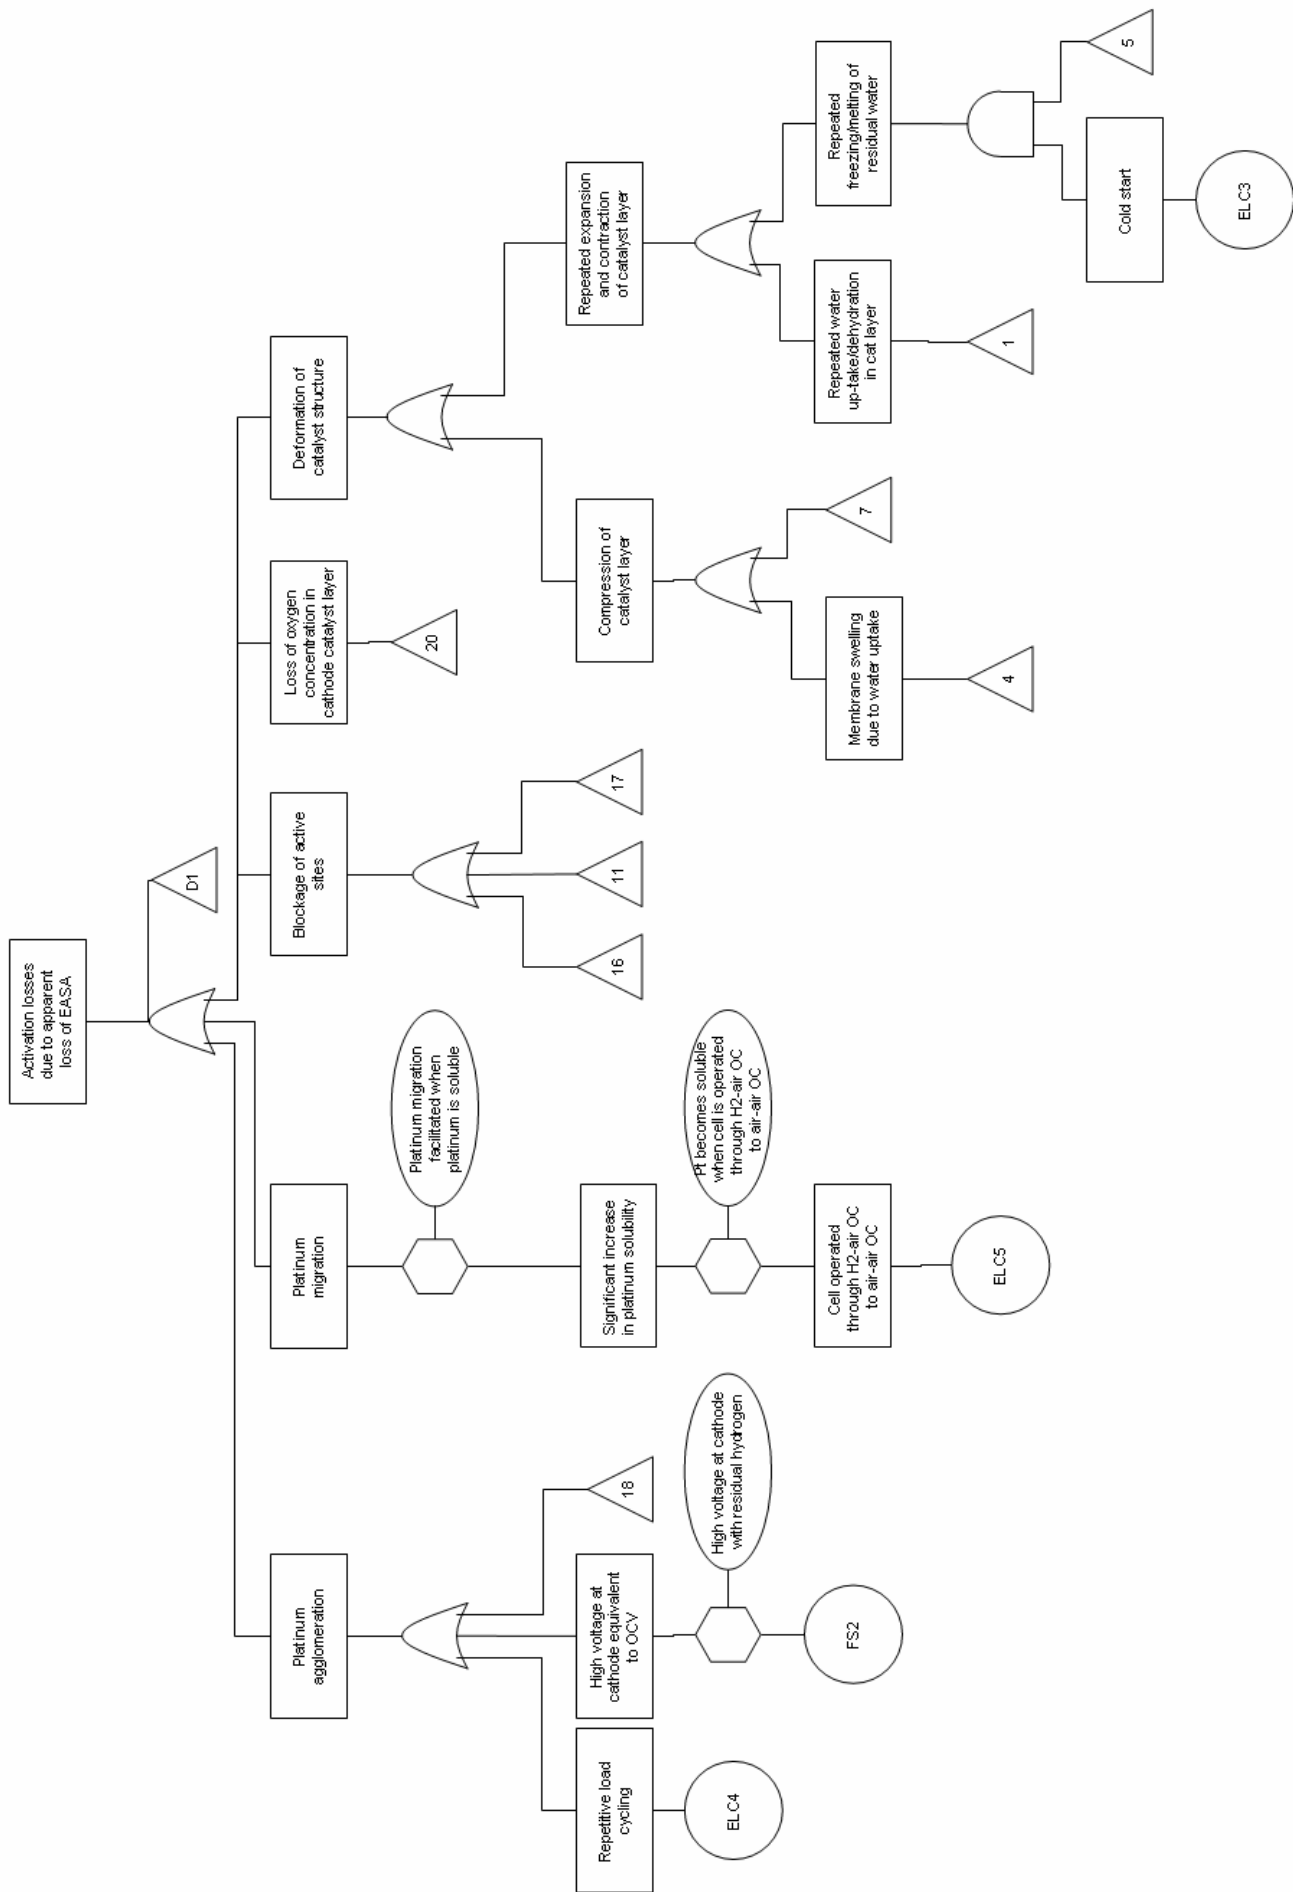 Activation losses
due to apparent
loss of EASA
D1
Platinum
agglomeration
Platinum
migration
Blockage of active
sites
Loss of oxygen
concentration in
cathode catalyst layer
Deformation of
catalyst structure
Platinum migration
facilitated when
platinum is soluble
20
Repetitive load
cycling
High voltage at
cathode equivalent
to OCV
18
Significant increase
in platinum solubility
16
11
17
Compression of
catalyst layer
Repeated expansion
and contraction
of catalyst layer
ELC4
High voltage at cathode
with residual hydrogen
Pt becomes soluble
when cell is operated
through H2-air OC
to air-air OC
FS2
Cell operated
through H2-air OC
to air-air OC
Membrane swelling
due to water uptake
7
Repeated water
up-take/dehydration
in cat layer
Repeated
freezing/melting of
residual water
ELC5
4
1
Cold start
5
ELC3